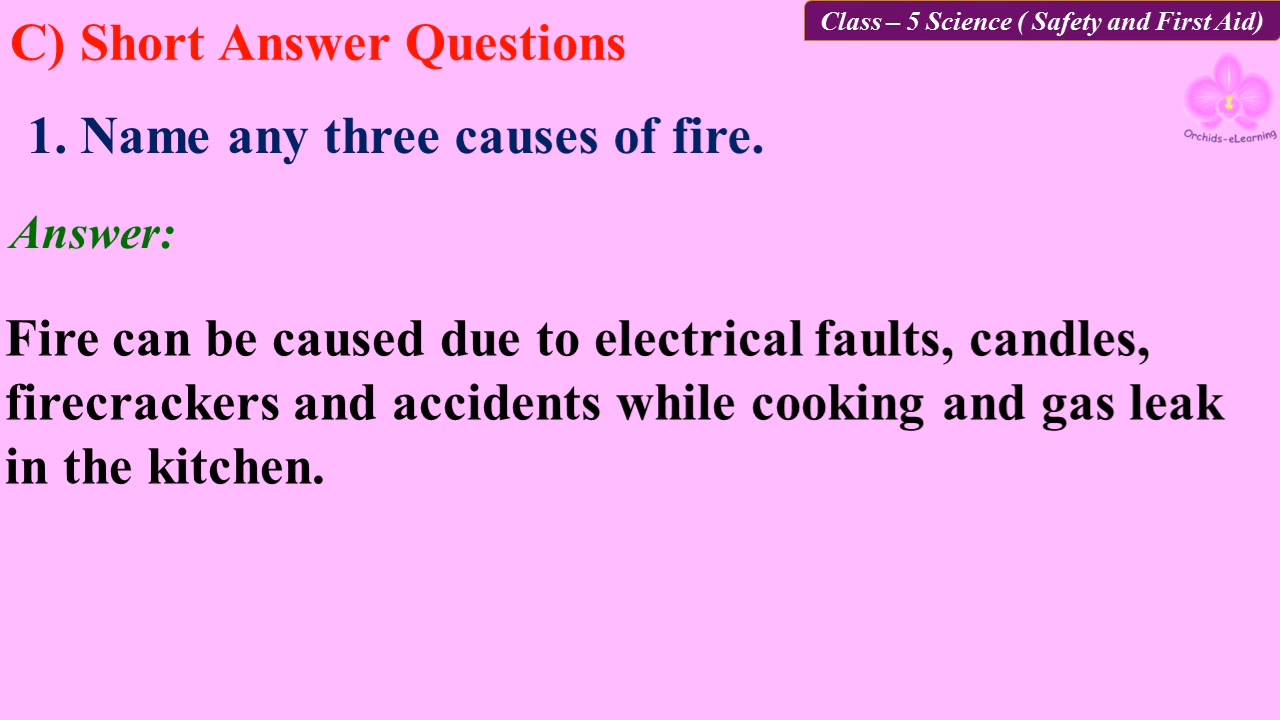 Class – 5 Science ( Safety and First Aid)
C) Short Answer Questions
Orchids-eLearning
1. Name any three causes of fire.
Answer:
Fire can be caused due to electrical faults, candles,
firecrackers and accidents while cooking and gas leak
in the kitchen.